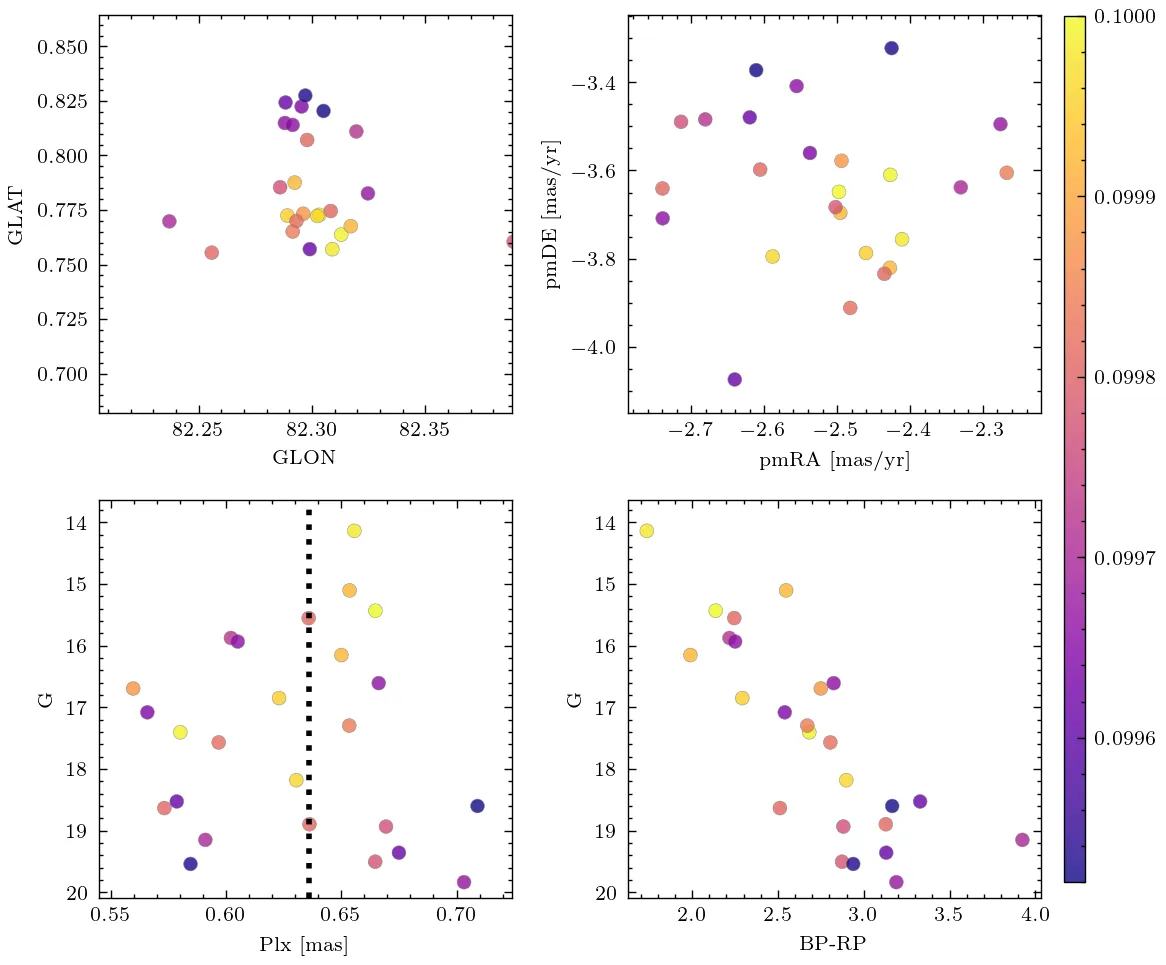 0.850
0.825
0.800
0.775
0.750
0.725
0.700
GLAT
82.25 82.30 82.35
GLON
−3.4
−3.6
−3.8
−4.0
pmDE [mas/yr]
−2.7 −2.6 −2.5 −2.4 −2.3
pmRA [mas/yr]
14
15
16
17
18
19
20
G
0.55 0.60 0.65 0.70
Plx [mas]
14
15
16
17
18
19
20
G
2.0 2.5 3.0 3.5 4.0
BP-RP
0.1000
0.0999
0.0998
0.0997
0.0996